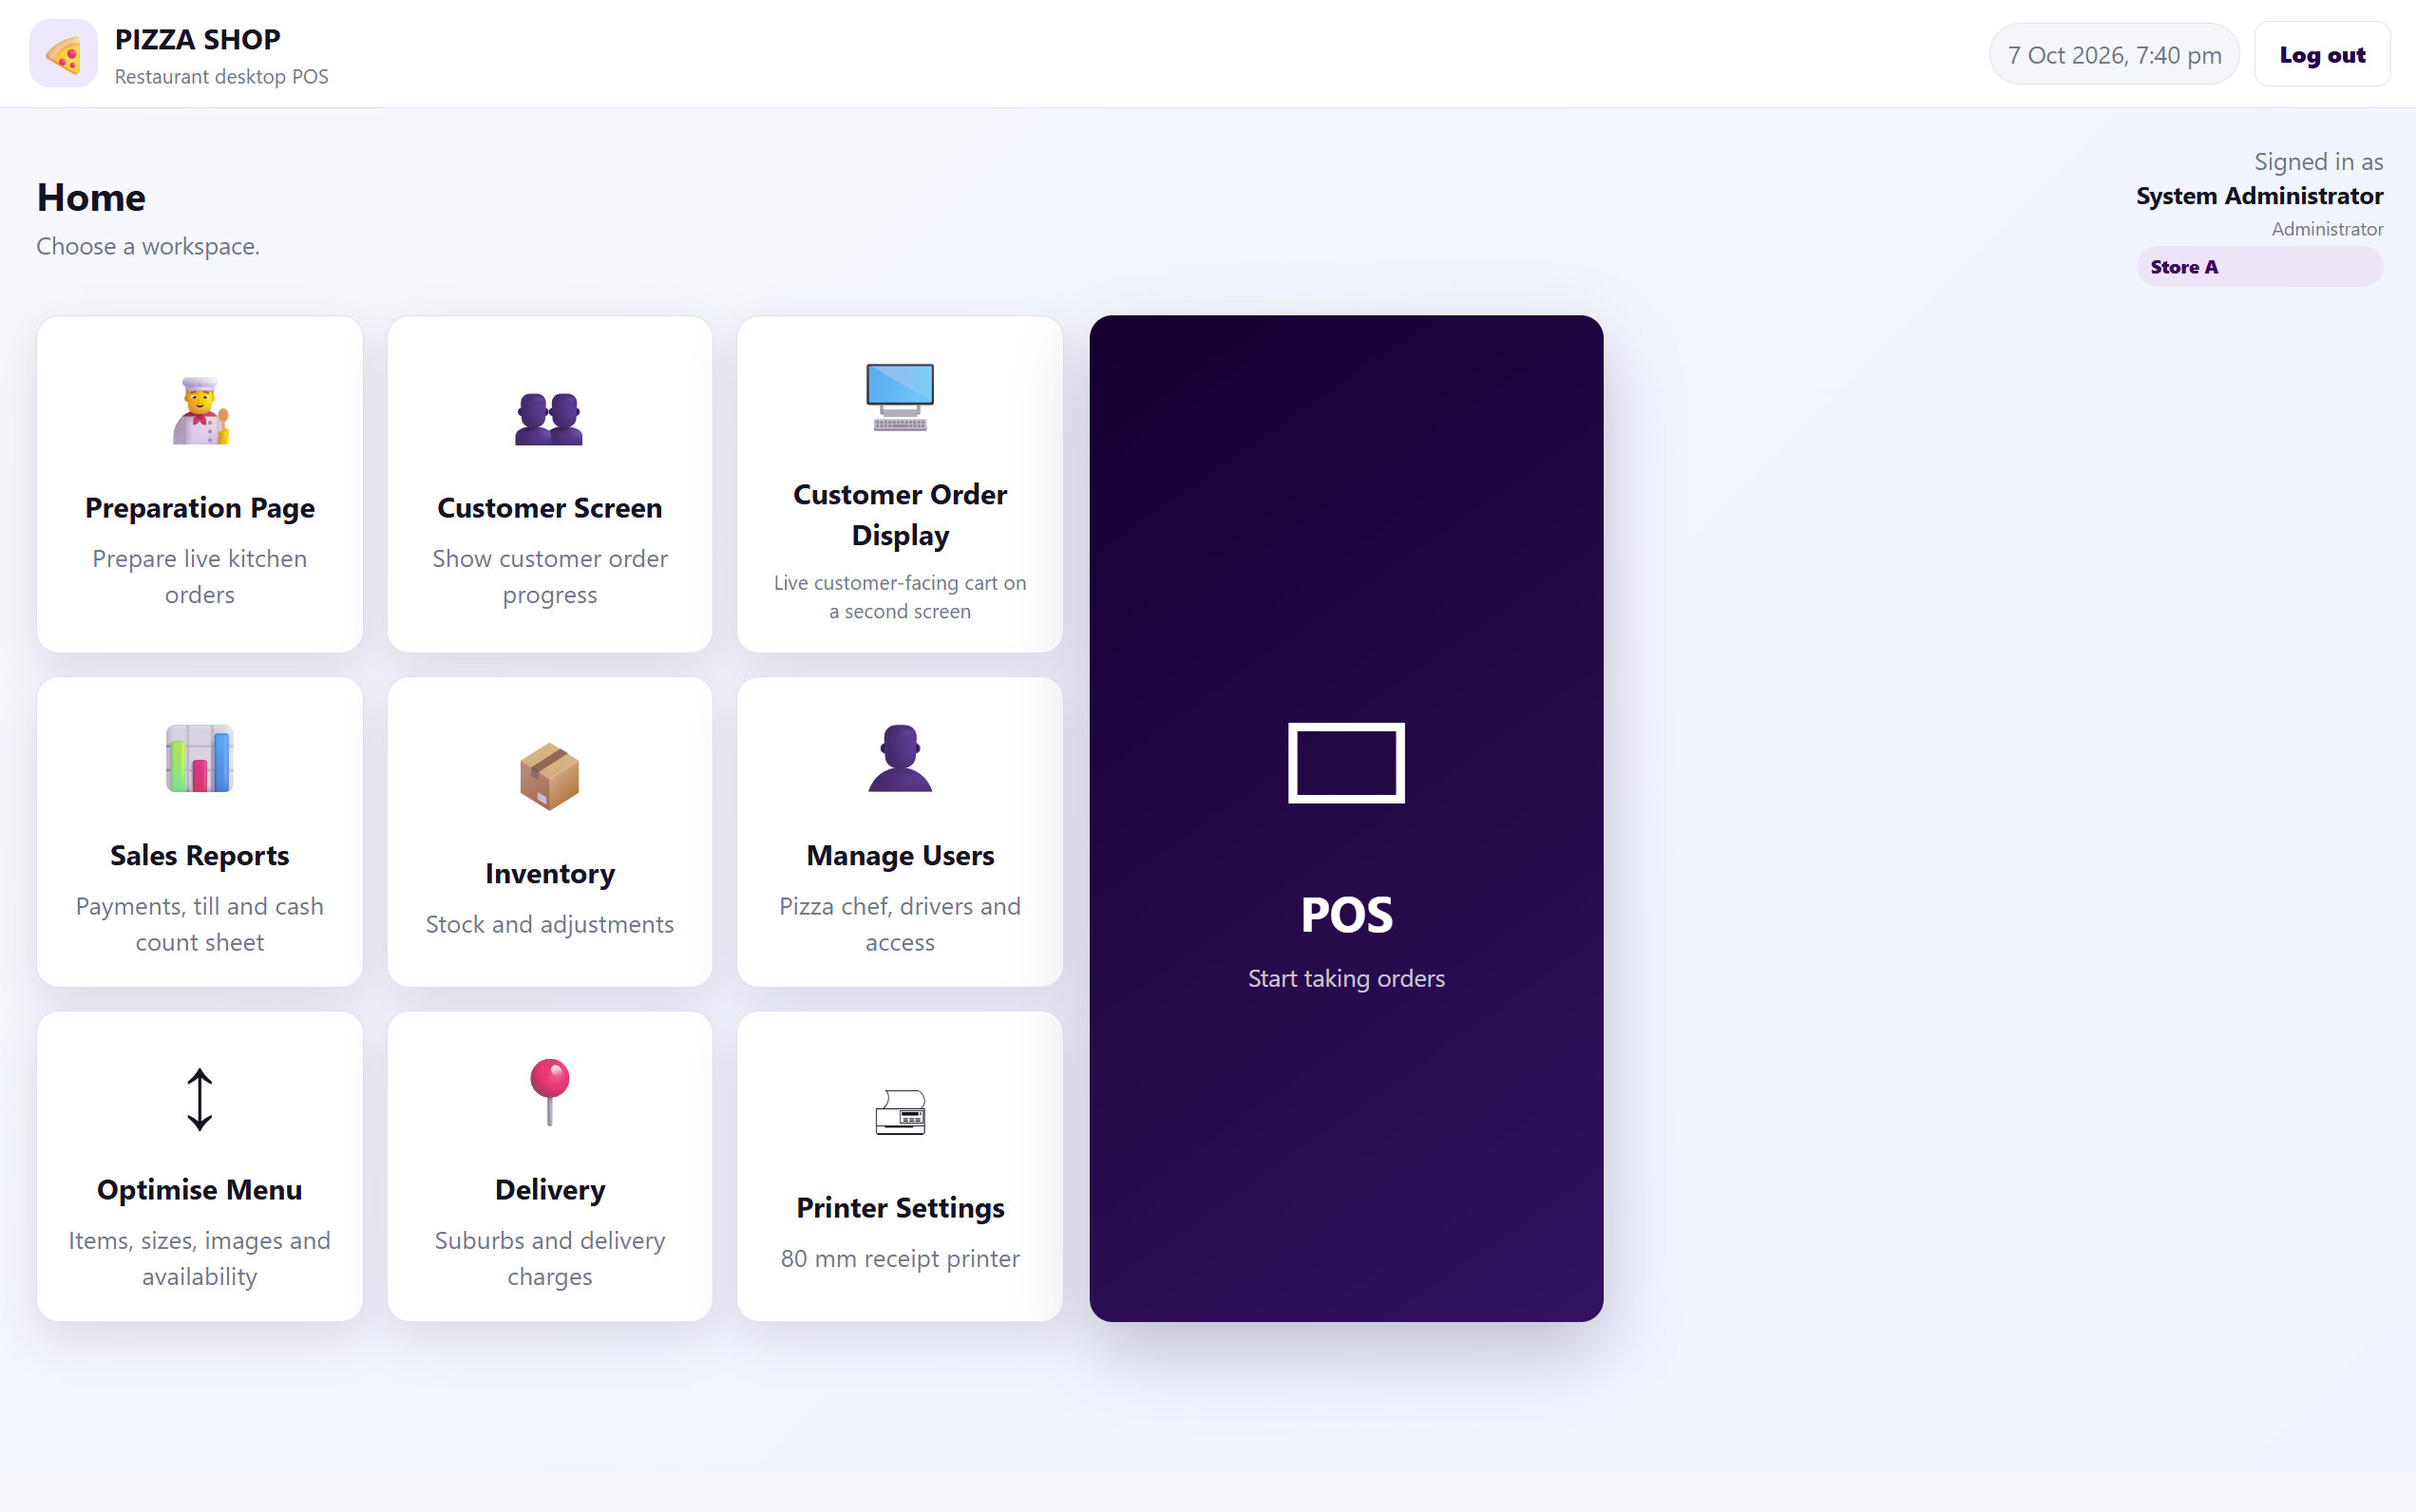 PIZZA SHOP
Restaurant desktop POS
7 Oct 2026, 7:40 pm
Log out
Home
Choose a workspace.
Signed in as
System Administrator
Administrator
Store A
Preparation Page
Prepare live kitchen
orders
Customer Screen
Show customer order
progress
Customer Order
Display
Live customer-facing cart on
a second screen
Sales Reports
Payments, till and cash
count sheet
Inventory
Stock and adjustments
Manage Users
Pizza chef, drivers and
access
Optimise Menu
Items, sizes, images and
availability
Delivery
Suburbs and delivery
charges
Printer Settings
80 mm receipt printer
POS
Start taking orders